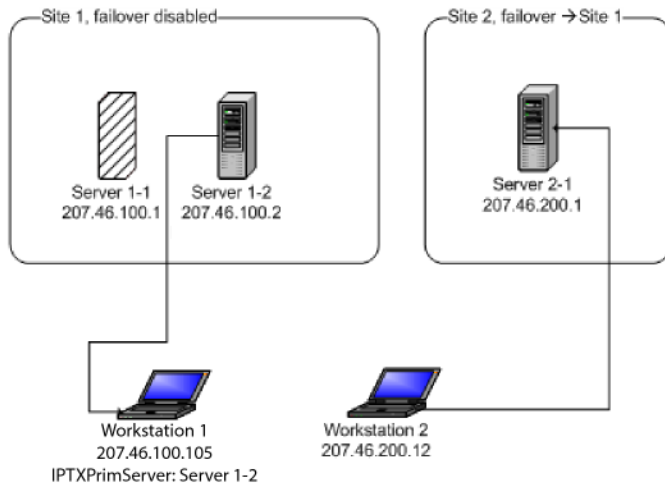 Site 1, failover disabled
Site 2, failover → Site 1
Server 1-1
207.46.100.1
Server 1-2
207.46.100.2
Server 2-1
207.46.200.1
Workstation 1
207.46.100.105
IPTXPrimServer: Server 1-2
Workstation 2
207.46.200.12